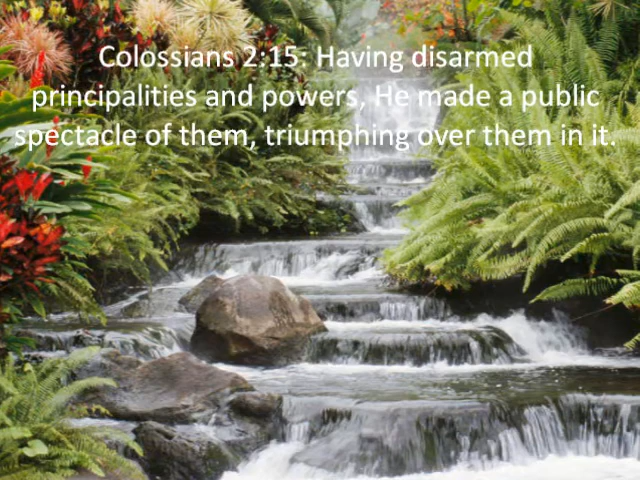 Colossians 2:15: Having disarmed
principalities and powers, He made a public
spectacle of them, triumphing over them in it.